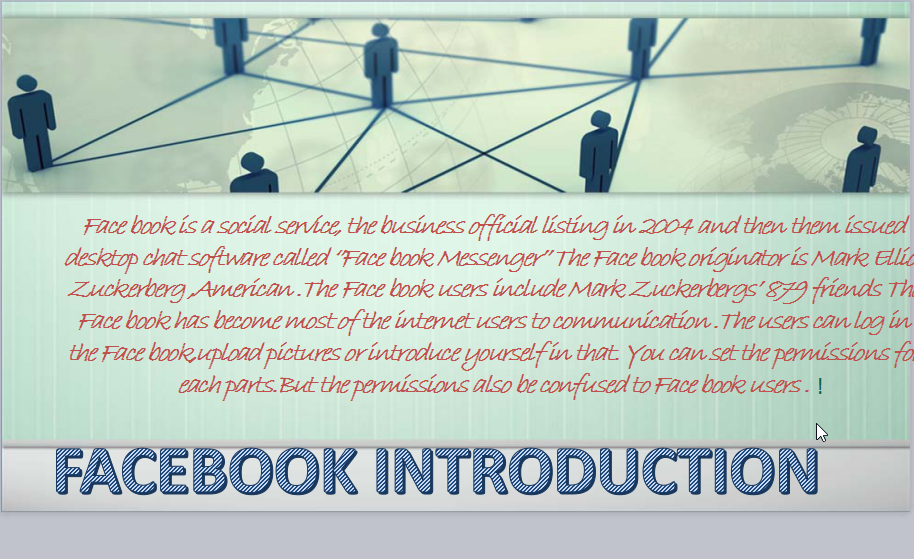 Face book is a social service, the business official listing in 2004 and then them issued
desktop chat software called "Face book Messenger" The Face book originator is Mark
Zuckerberg ,American .The Face book users include Mark Zuckerbergs' 879 friends
Face book has become most of the internet users to communication .The users can log in
the Face book,upload pictures or introduce yourself in that. You can set the permissions
each parts.But the permissions also be confused to Face book users . !
FACEBOOK INTRODUCTION